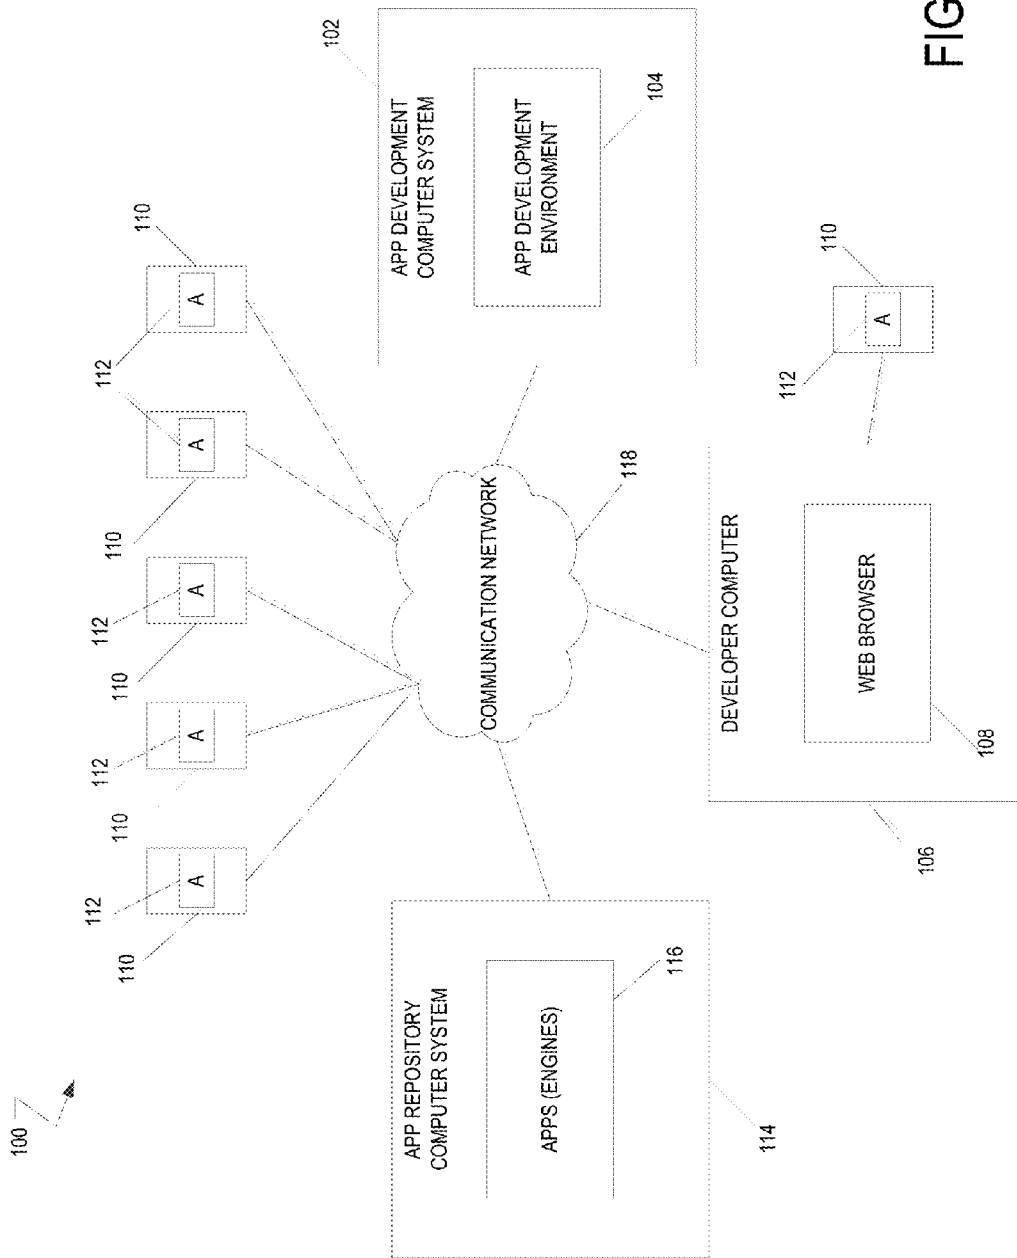 100
110
112
A
110
112
A
110
112
A
110
112
A
110
A
110
APP REPOSITORY
COMPUTER SYSTEM
APPS (ENGINES)
116
114
COMMUNICATION NETWORK
118
APP DEVELOPMENT
COMPUTER SYSTEM
102
APP DEVELOPMENT
ENVIRONMENT
104
DEVELOPER COMPUTER
WEB BROWSER
108
106
112
A
110
FIG